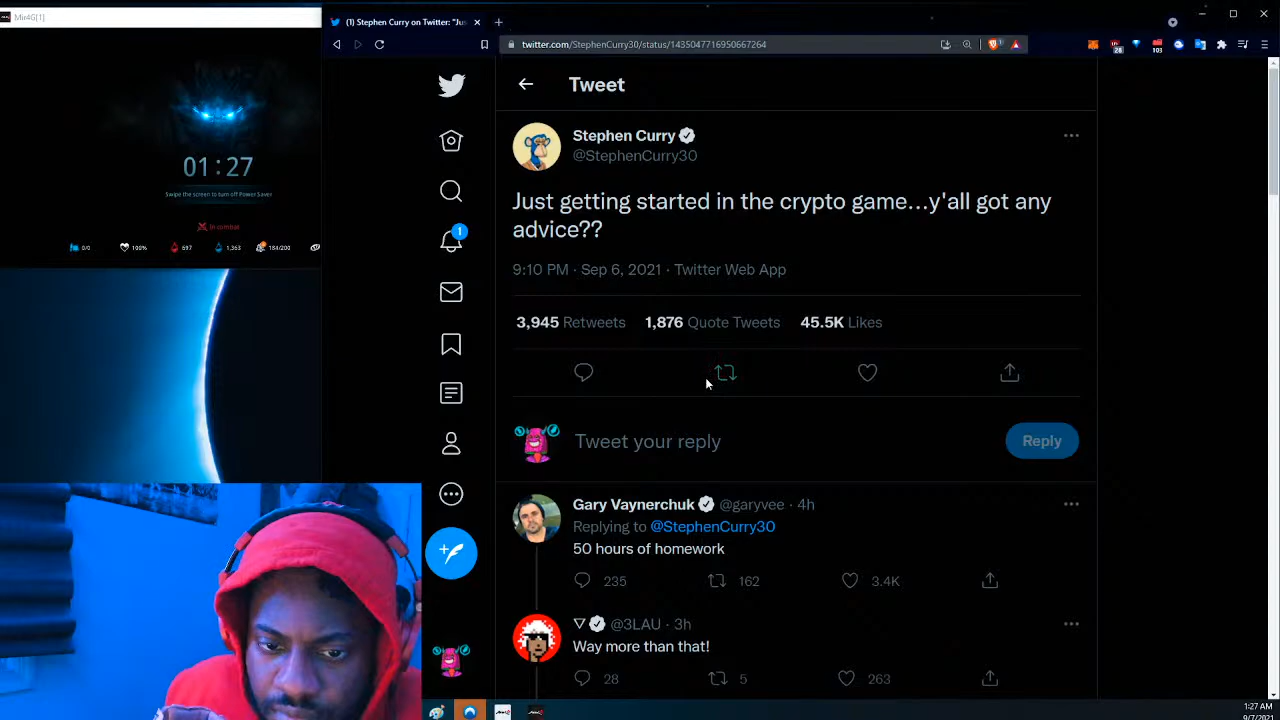 Mir4G[1]
(1) Stephen Curry on Twitter: "Jus
twitter.com/StephenCurry30/status/1435047716950667264
28
103
Tweet
01 : 27
Swipe the screen to turn off Power Saver
In combat
0/0
100%
597
1,363
184/200
Stephen Curry
@StephenCurry30
Just getting started in the crypto game...y'all got any
advice??
9:10 PM · Sep 6, 2021 · Twitter Web App
3,945 Retweets 1,876 Quote Tweets 45.5K Likes
1
Tweet your reply
Reply
Gary Vaynerchuk @garyvee · 4h
Replying to @StephenCurry30
50 hours of homework
235 162 3.4K
@3LAU · 3h
Way more than that!
28 5 263
1:27 AM
9/7/2021